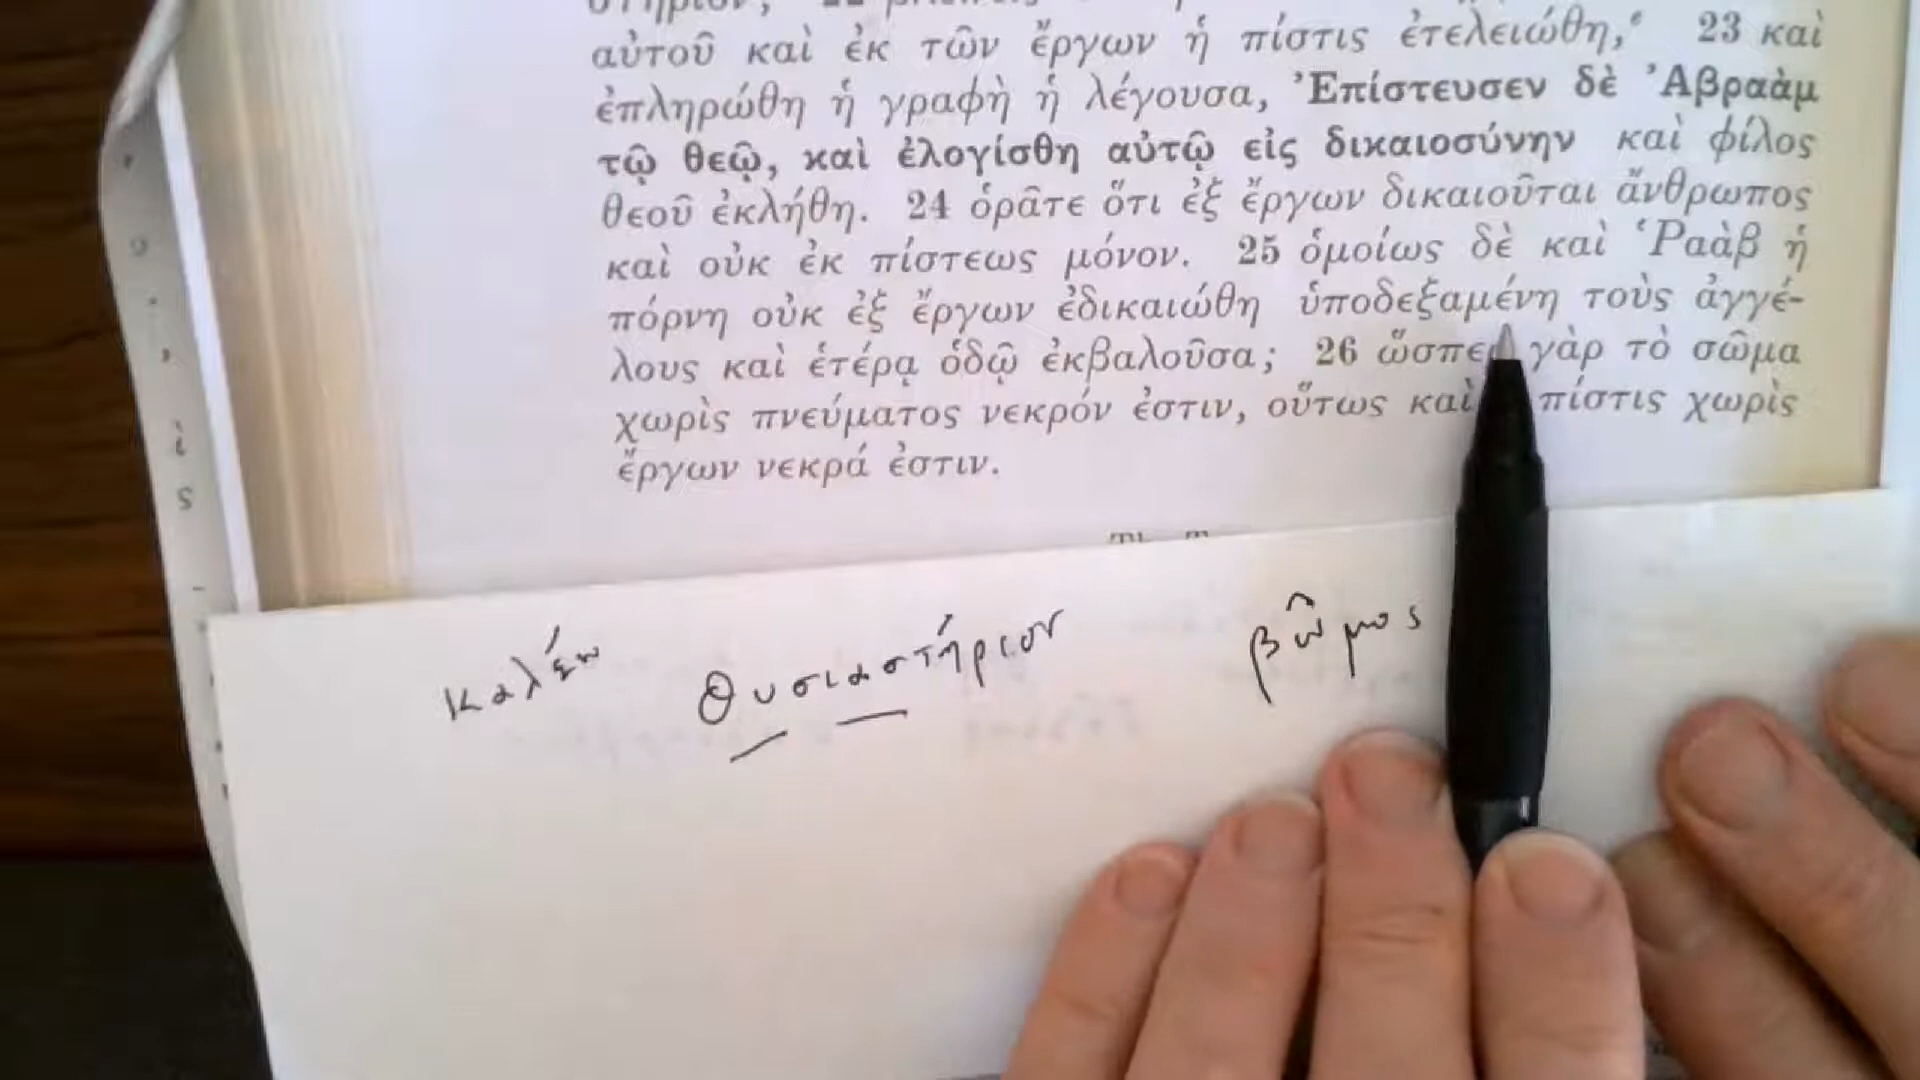 αὐτοῦ καὶ ἐκ τῶν ἔργων ἡ πίστις ἐτελειώθη,ᵉ 23 καὶ
ἐπληρώθη ἡ γραφὴ ἡ λέγουσα, Ἐπίστευσεν δὲ Ἀβραὰμ
τῷ θεῷ, καὶ ἐλογίσθη αὐτῷ εἰς δικαιοσύνην καὶ φίλος
θεοῦ ἐκλήθη. 24 ὁρᾶτε ὅτι ἐξ ἔργων δικαιοῦται ἄνθρωπος
καὶ οὐκ ἐκ πίστεως μόνον. 25 ὁμοίως δὲ καὶ Ῥαὰβ ἡ
πόρνη οὐκ ἐξ ἔργων ἐδικαιώθη ὑποδεξαμένη τοὺς ἀγγέ-
λους καὶ ἑτέρᾳ ὁδῷ ἐκβαλοῦσα; 26 ὥσπε γὰρ τὸ σῶμα
χωρὶς πνεύματος νεκρόν ἐστιν, οὕτως καὶ πίστις χωρὶς
ἔργων νεκρά ἐστιν.
καλέω θυσιαστήριον βῶμος